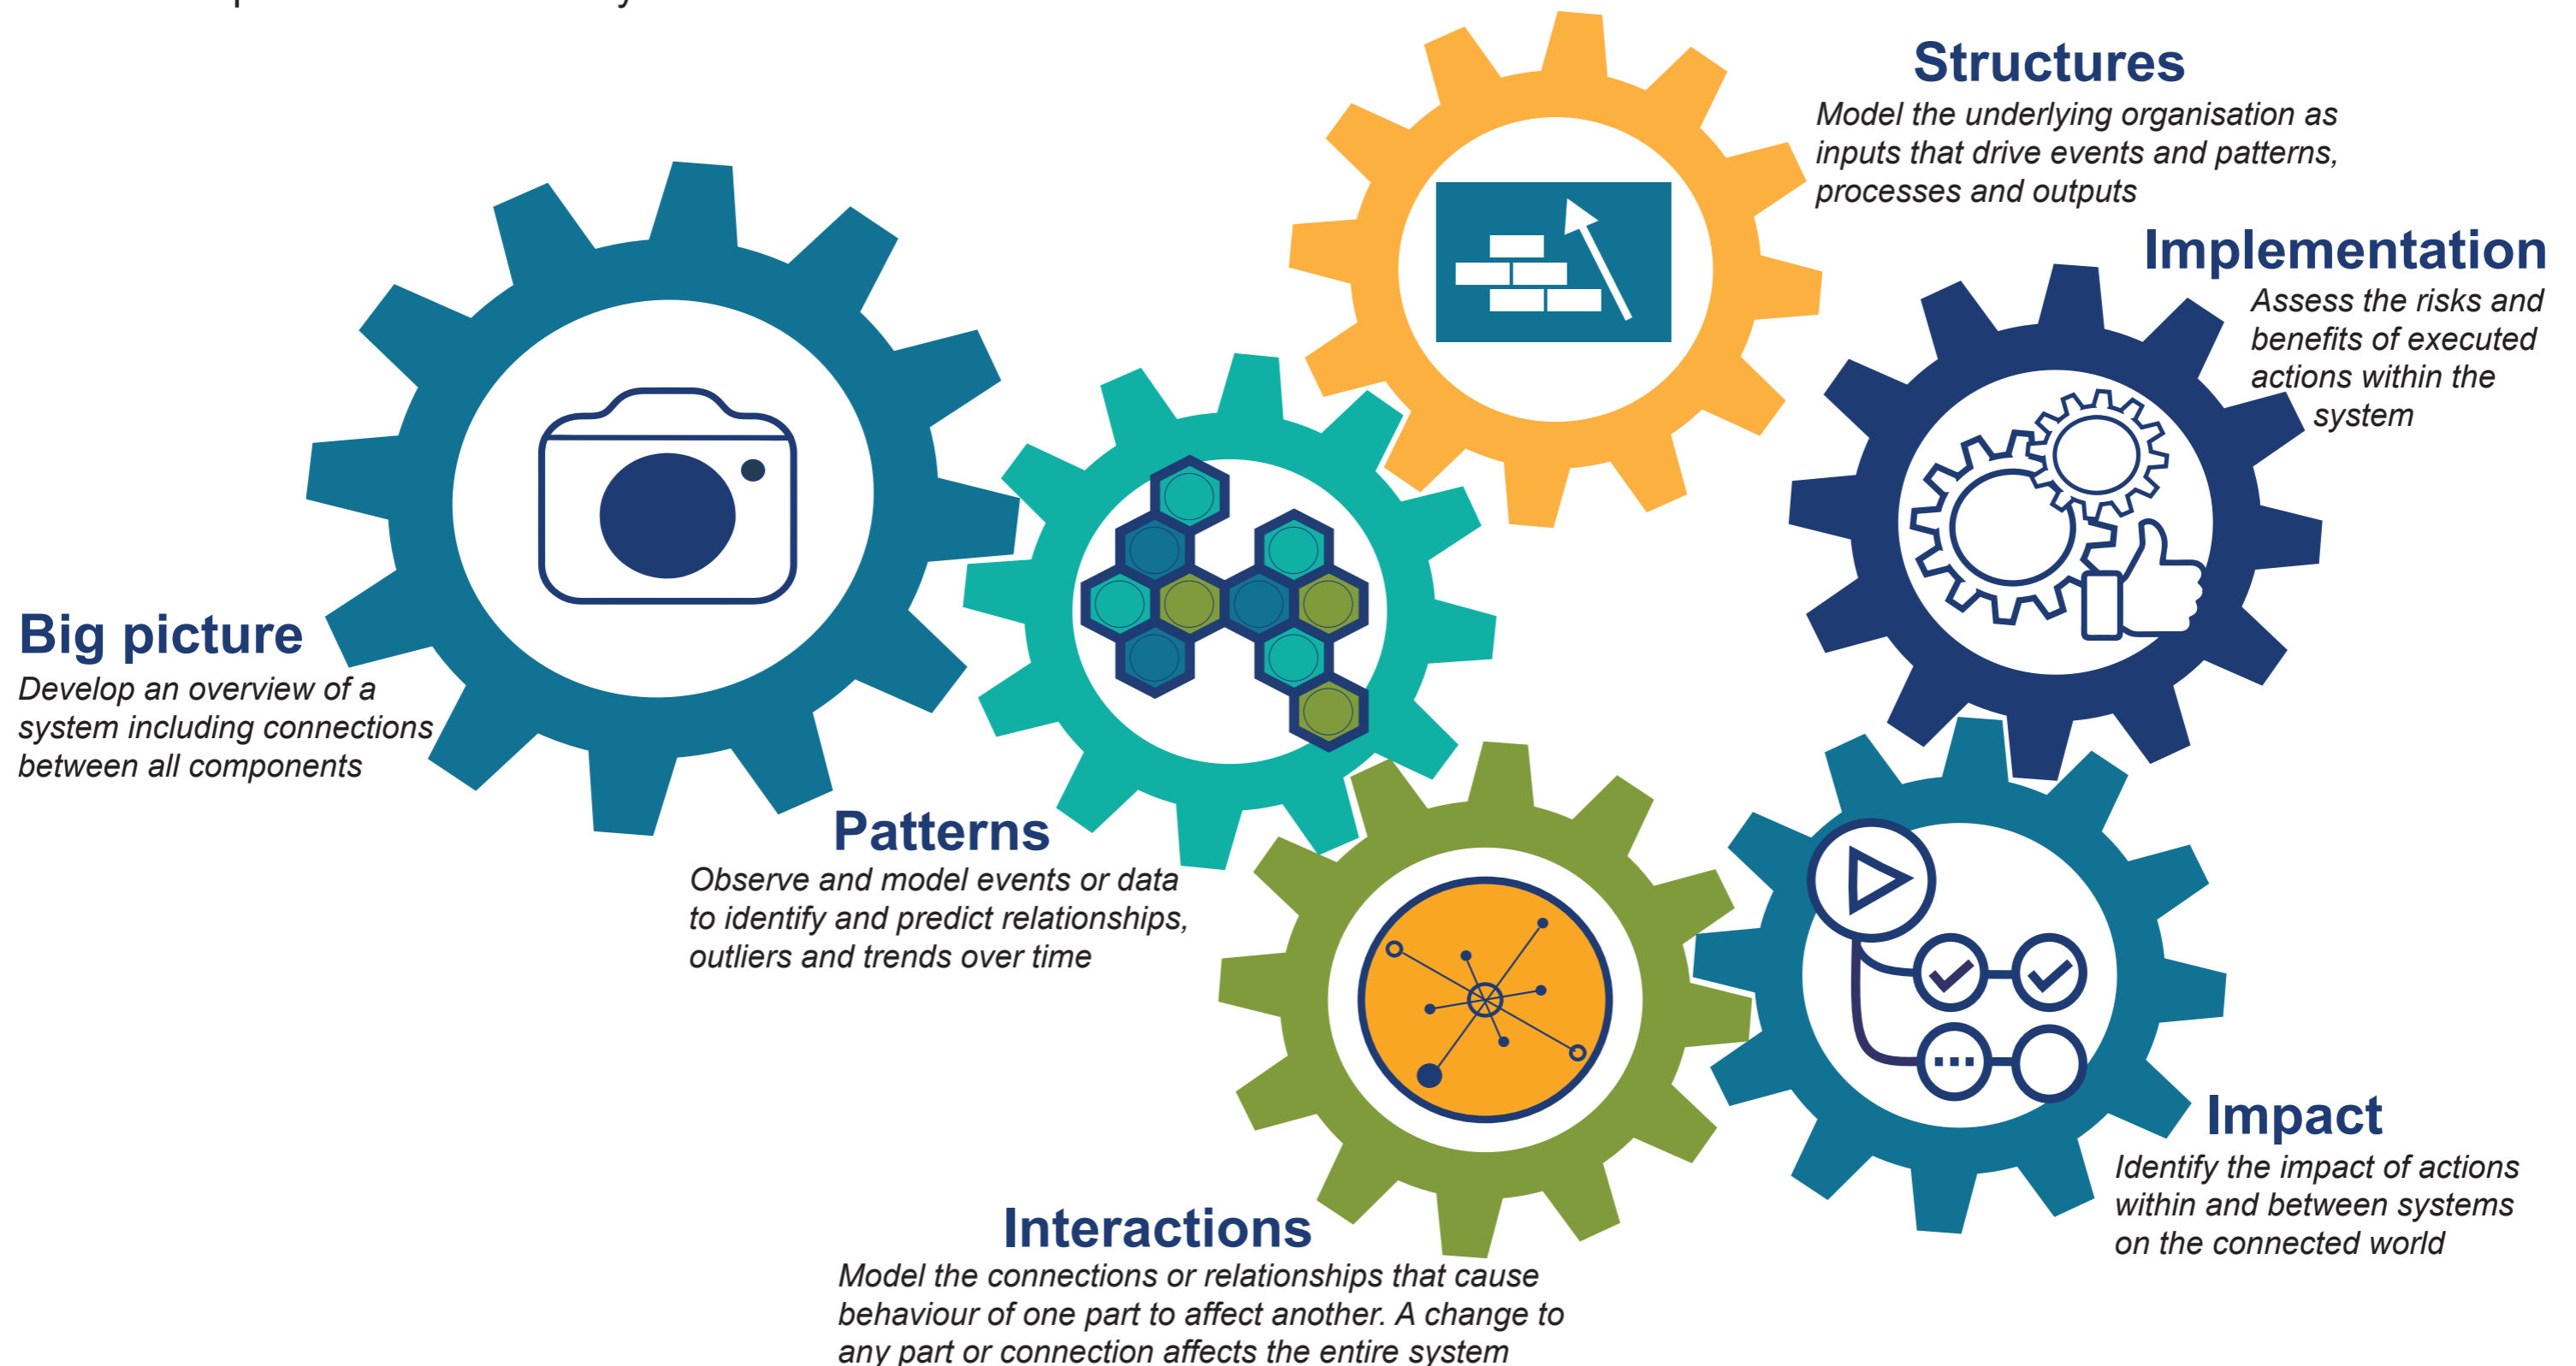 Structures
Model the underlying organisation as
inputs that drive events and patterns,
processes and outputs
Implementation
Assess the risks and
benefits of executed
actions within the
system
Big picture
Develop an overview of a
system including connections
between all components
Patterns
Observe and model events or data
to identify and predict relationships,
outliers and trends over time
Impact
Identify the impact of actions
within and between systems
on the connected world
Interactions
Model the connections or relationships that cause
behaviour of one part to affect another. A change to
any part or connection affects the entire system